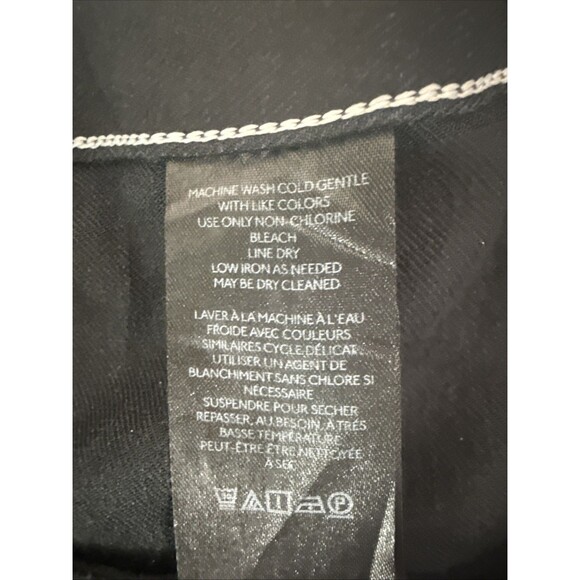 MACHINE WASH COLD GENTLE
WITH LIKE COLORS
USE ONLY NON-CHLORINE
BLEACH
LINE DRY
LOW IRON AS NEEDED
MAY BE DRY CLEANED
LAVER À LA MACHINE À L'EAU
FROIDE AVEC COULEURS
SIMILAIRES CYCLE DÉLICAT
UTILISER UN AGENT DE
BLANCHIMENT SANS CHLORE SI
NÉCESSAIRE
SUSPENDRE POUR SÉCHER
REPASSER, AU BESOIN, À TRÉS
BASSE TEMPÉRATURE
PEUT-ÊTRE ÊTRE NETTOYÉE
À SEC
P